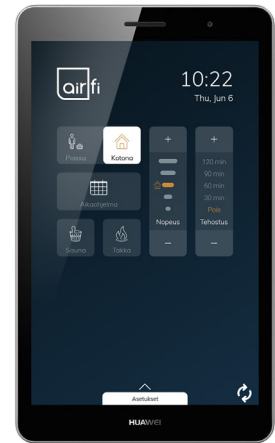 airfi
10:22
Thu, Jun 6
Poissa
Kotona
Aikaohjelma
Sauna
Takka
+
Nopeus
−
+
120 min
90 min
60 min
30 min
Pois
Tehostus
−
Asetukset
HUAWEI